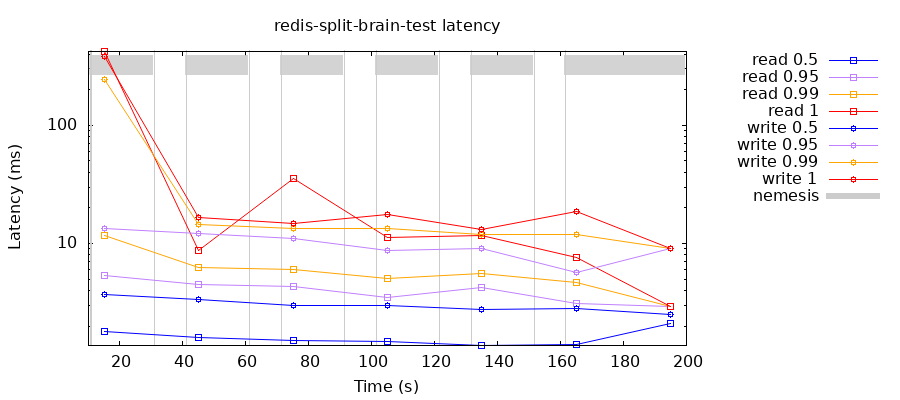 redis-split-brain-test latency
Latency (ms)
100
10
20 40 60 80 100 120 140 160 180 200
Time (s)
read 0.5
read 0.95
read 0.99
read 1
write 0.5
write 0.95
write 0.99
write 1
nemesis